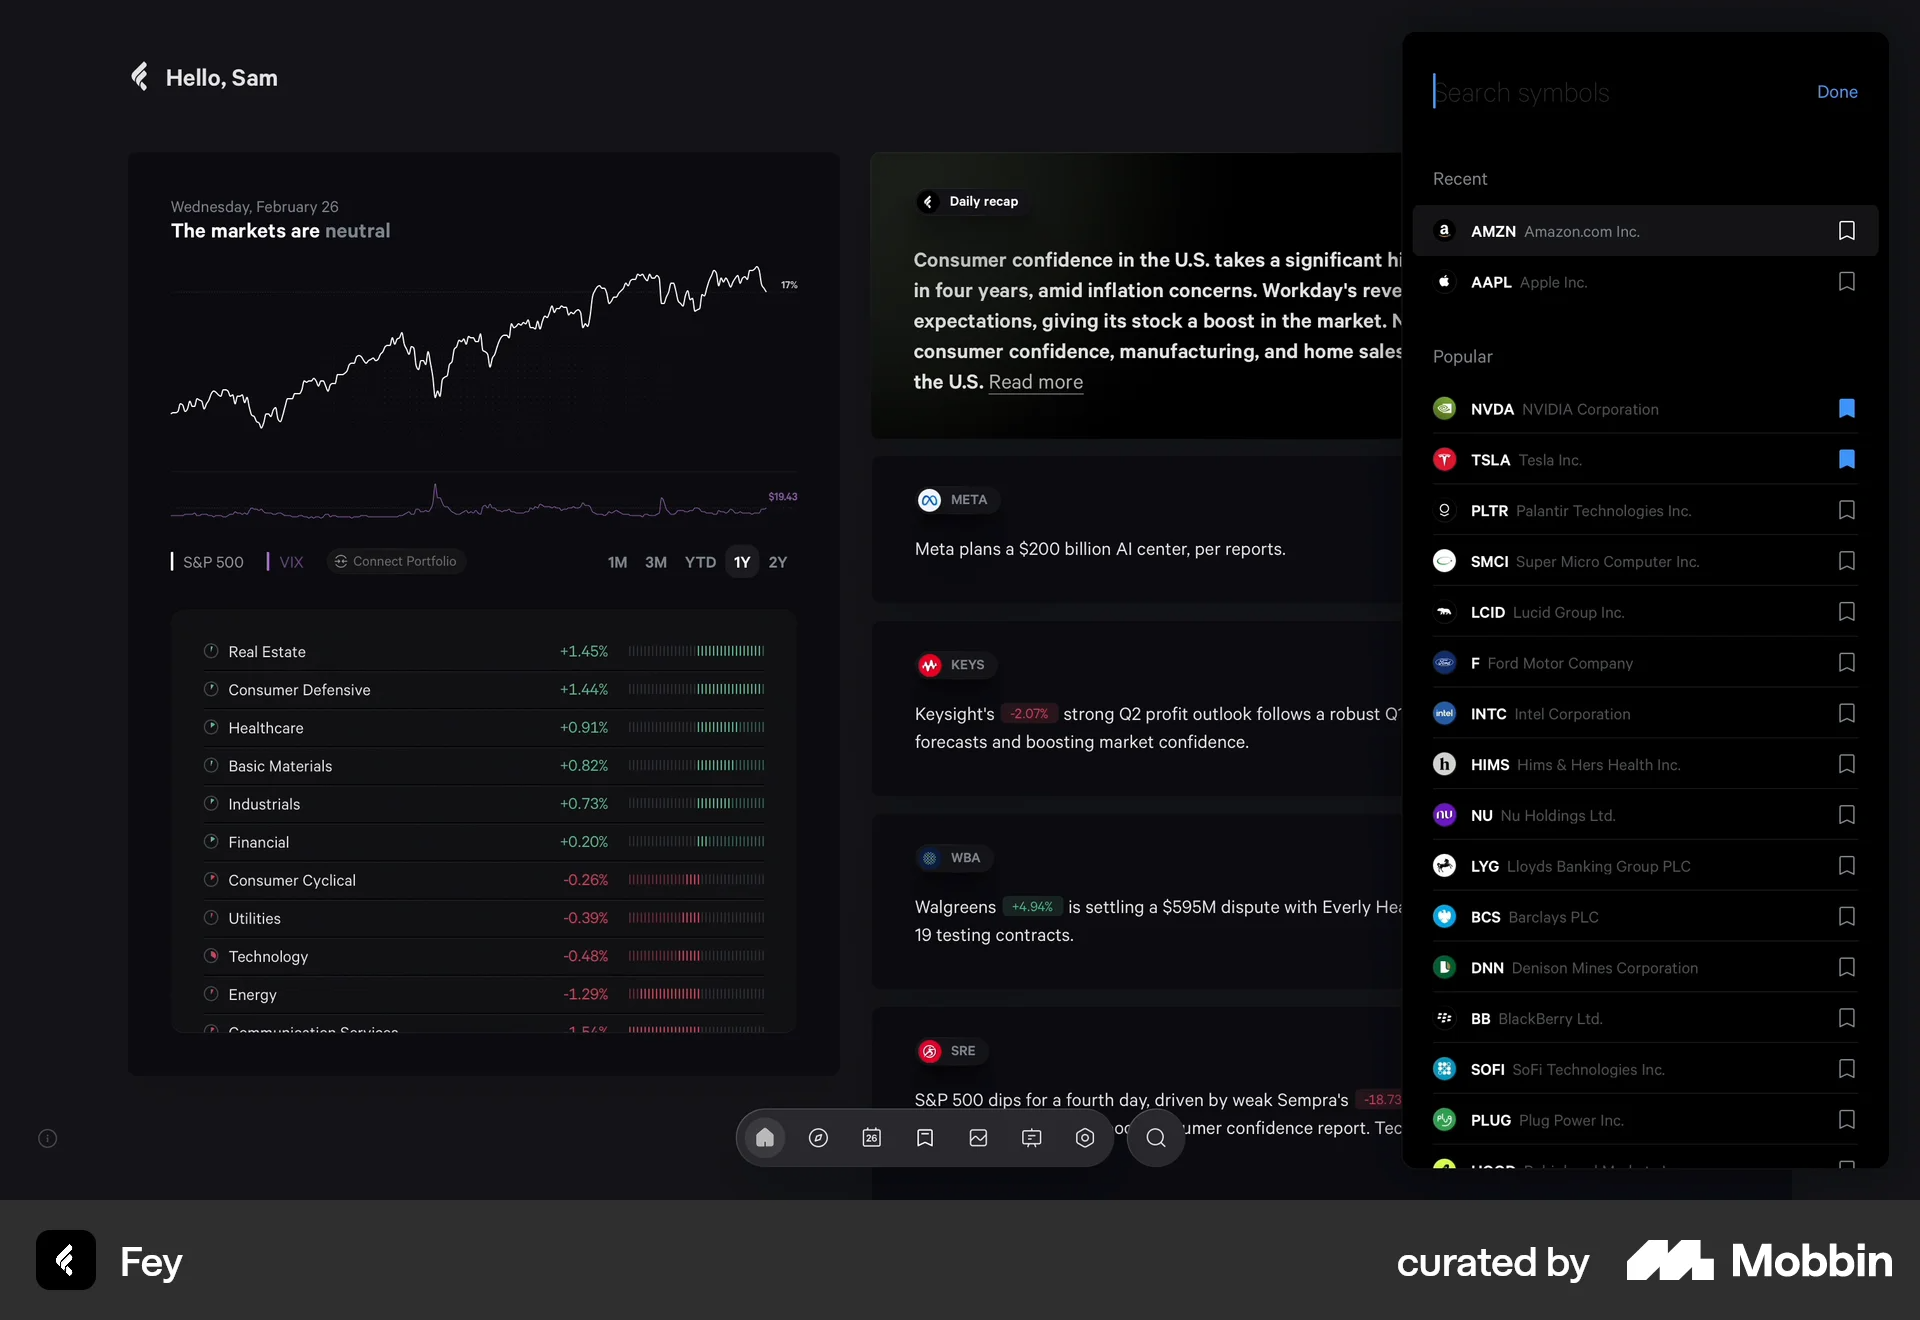 Hello, Sam
Wednesday, February 26
The markets are neutral
17%
$19.43
S&P 500
VIX
Connect Portfolio
1M
3M
YTD
1Y
2Y
Real Estate +1.45%
Consumer Defensive +1.44%
Healthcare +0.91%
Basic Materials +0.82%
Industrials +0.73%
Financial +0.20%
Consumer Cyclical -0.26%
Utilities -0.39%
Technology -0.48%
Energy -1.29%
Communication Services -1.54%
Daily recap
Consumer confidence in the U.S. takes a significant hi
in four years, amid inflation concerns. Workday's reve
expectations, giving its stock a boost in the market. N
consumer confidence, manufacturing, and home sales
the U.S. Read more
META
Meta plans a $200 billion AI center, per reports.
KEYS
Keysight's -2.07% strong Q2 profit outlook follows a robust Q1
forecasts and boosting market confidence.
WBA
Walgreens +4.94% is settling a $595M dispute with Everly Hea
19 testing contracts.
SRE
S&P 500 dips for a fourth day, driven by weak Sempra's -18.73
umer confidence report. Tec
26
Search symbols
Done
Recent
AMZN Amazon.com Inc.
AAPL Apple Inc.
Popular
NVDA NVIDIA Corporation
TSLA Tesla Inc.
PLTR Palantir Technologies Inc.
SMCI Super Micro Computer Inc.
LCID Lucid Group Inc.
F Ford Motor Company
intel INTC Intel Corporation
h HIMS Hims & Hers Health Inc.
nu NU Nu Holdings Ltd.
LYG Lloyds Banking Group PLC
BCS Barclays PLC
DNN Denison Mines Corporation
BB BlackBerry Ltd.
SOFI SoFi Technologies Inc.
PLUG Plug Power Inc.
Fey
curated by Mobbin